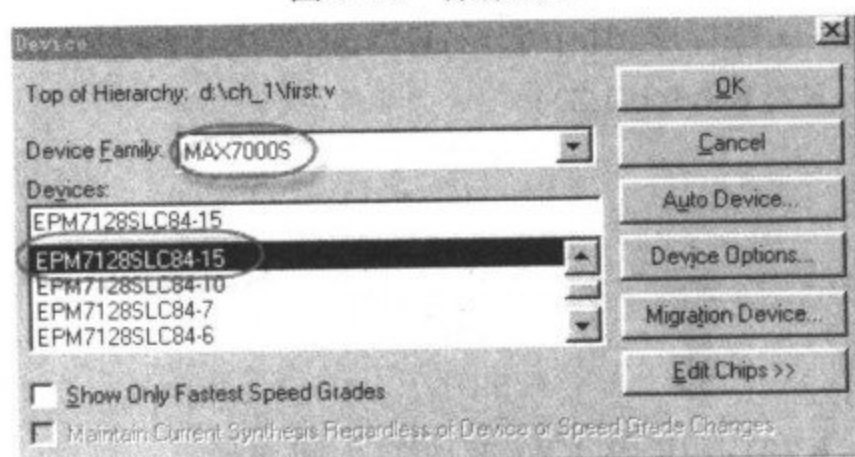 Device
Top of Hierarchy: d:\ch_1\first.v
OK
Device Family: MAX7000S
Cancel
Devices:
EPM7128SLC84-15
Auto Device...
EPM7128SLC84-15
EPM7128SLC84-10
EPM7128SLC84-7
EPM7128SLC84-6
Device Options...
Migration Device...
Edit Chips >>
Show Only Fastest Speed Grades
Maintain Current Synthesis Regardless of Device or Speed Grade Changes